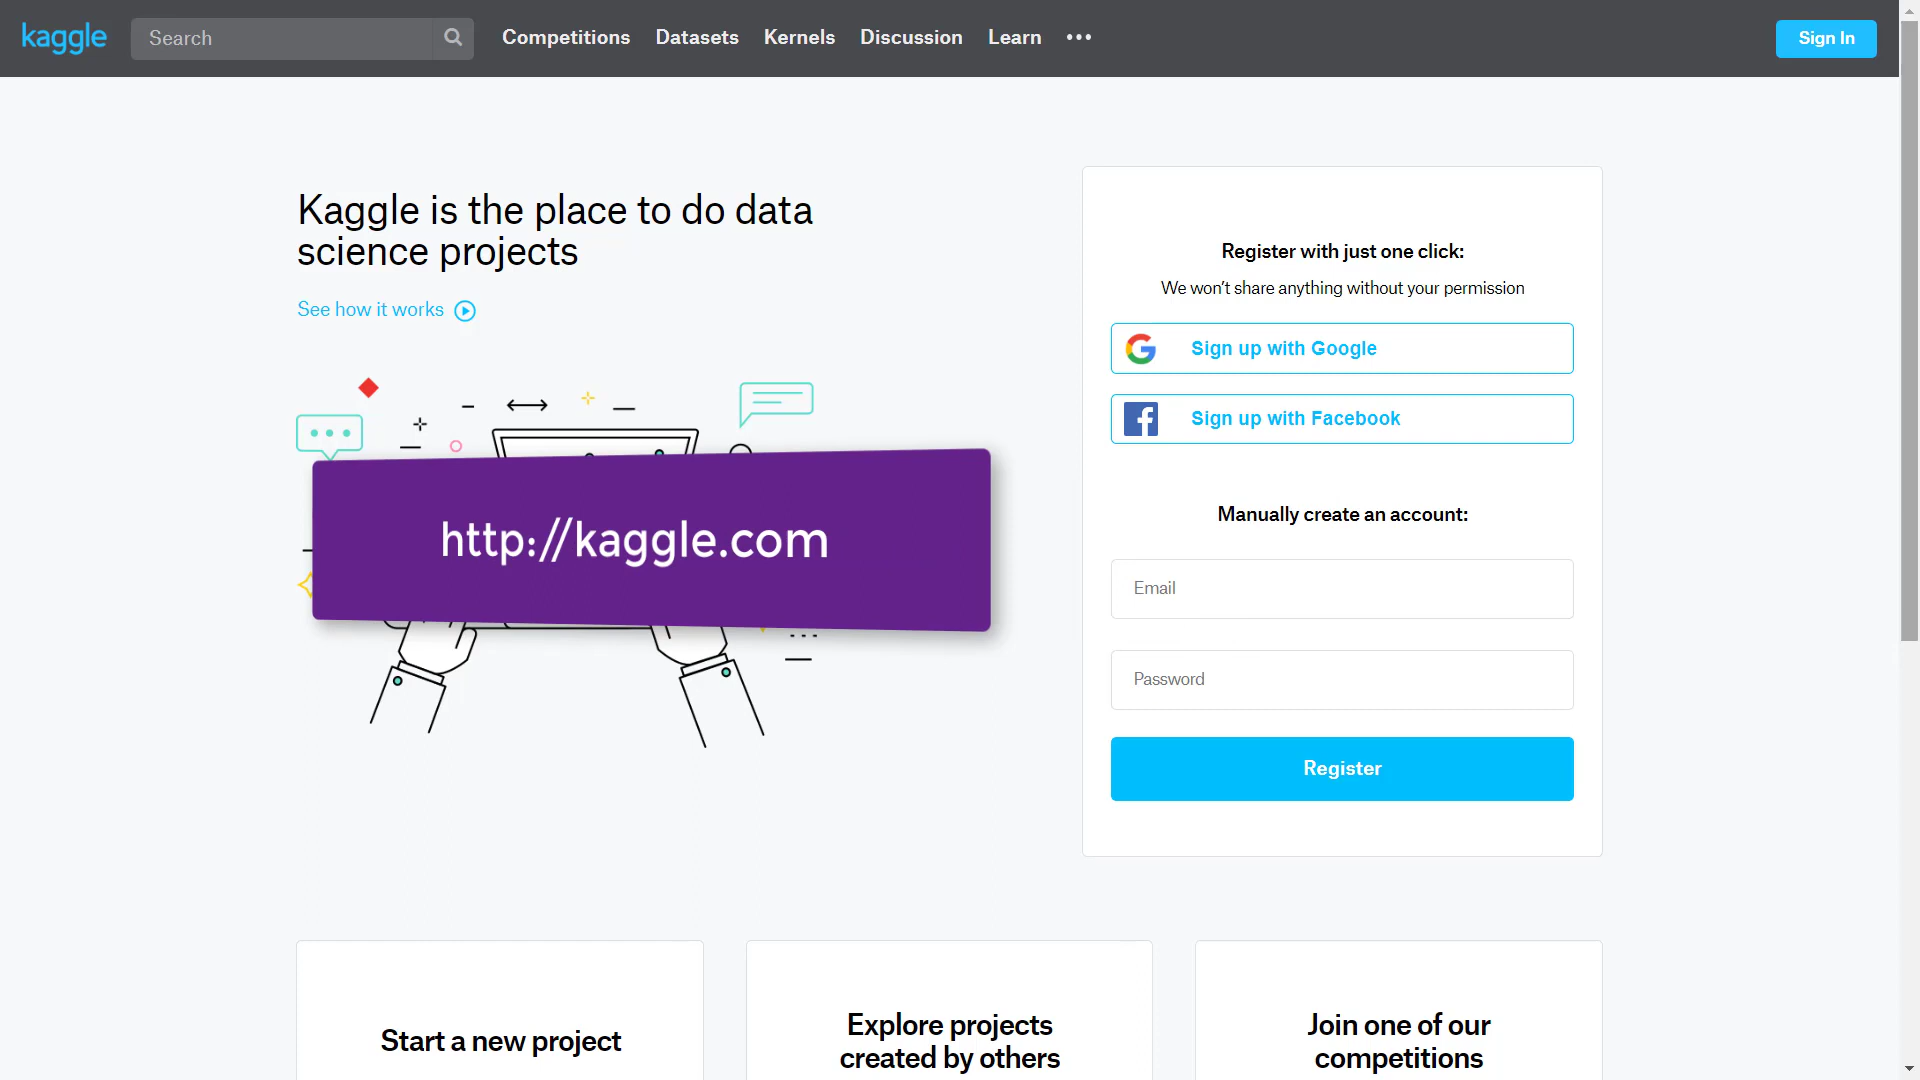 kaggle
Search
Competitions
Datasets
Kernels
Discussion
Learn
Sign In
Kaggle is the place to do data
science projects
See how it works
http://kaggle.com
Register with just one click:
We won’t share anything without your permission
Sign up with Google
Sign up with Facebook
Manually create an account:
Email
Password
Register
Start a new project
Explore projects
created by others
Join one of our
competitions